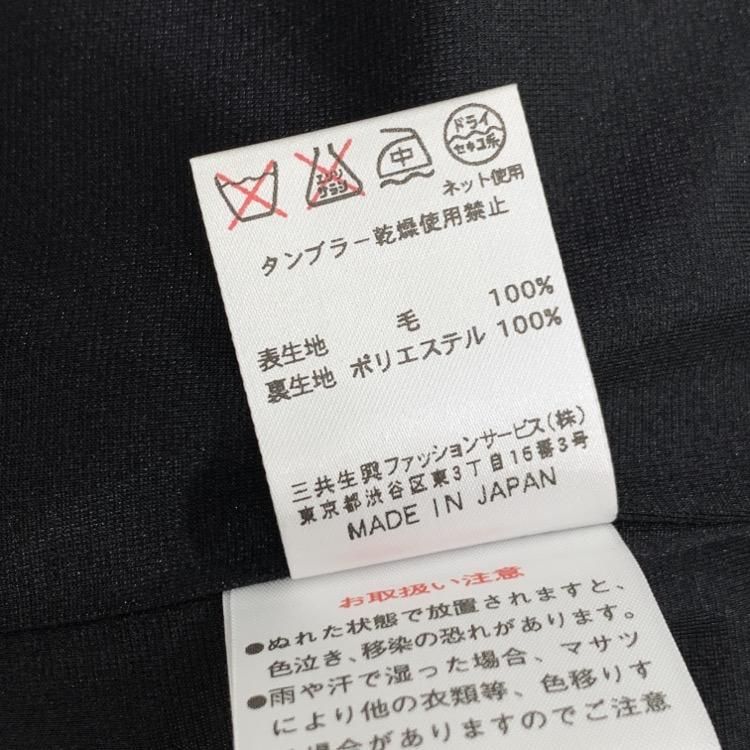 エンソ サラシ
中
ドライ
セキユ系
ネット使用
タンブラー乾燥使用禁止
表生地 毛 100%
裏生地 ポリエステル 100%
三共生興ファッションサービス(株)
東京都渋谷区東3丁目16番3号
MADE IN JAPAN
お取扱い注意
●ぬれた状態で放置されますと、
色泣き、移染の恐れがあります。
●雨や汗で湿った場合、マサツ
により他の衣類等、色移りす
る場合がありますのでご注意